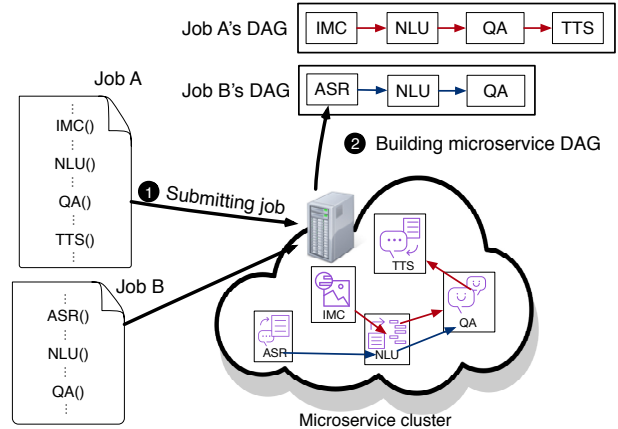 Job A's DAG
IMC
NLU
QA
TTS
Job B's DAG
ASR
NLU
QA
Job A
IMC()
NLU()
QA()
TTS()
1 Submitting job
2 Building microservice DAG
Job B
ASR()
NLU()
QA()
TTS
IMC
QA
ASR
NLU
Microservice cluster